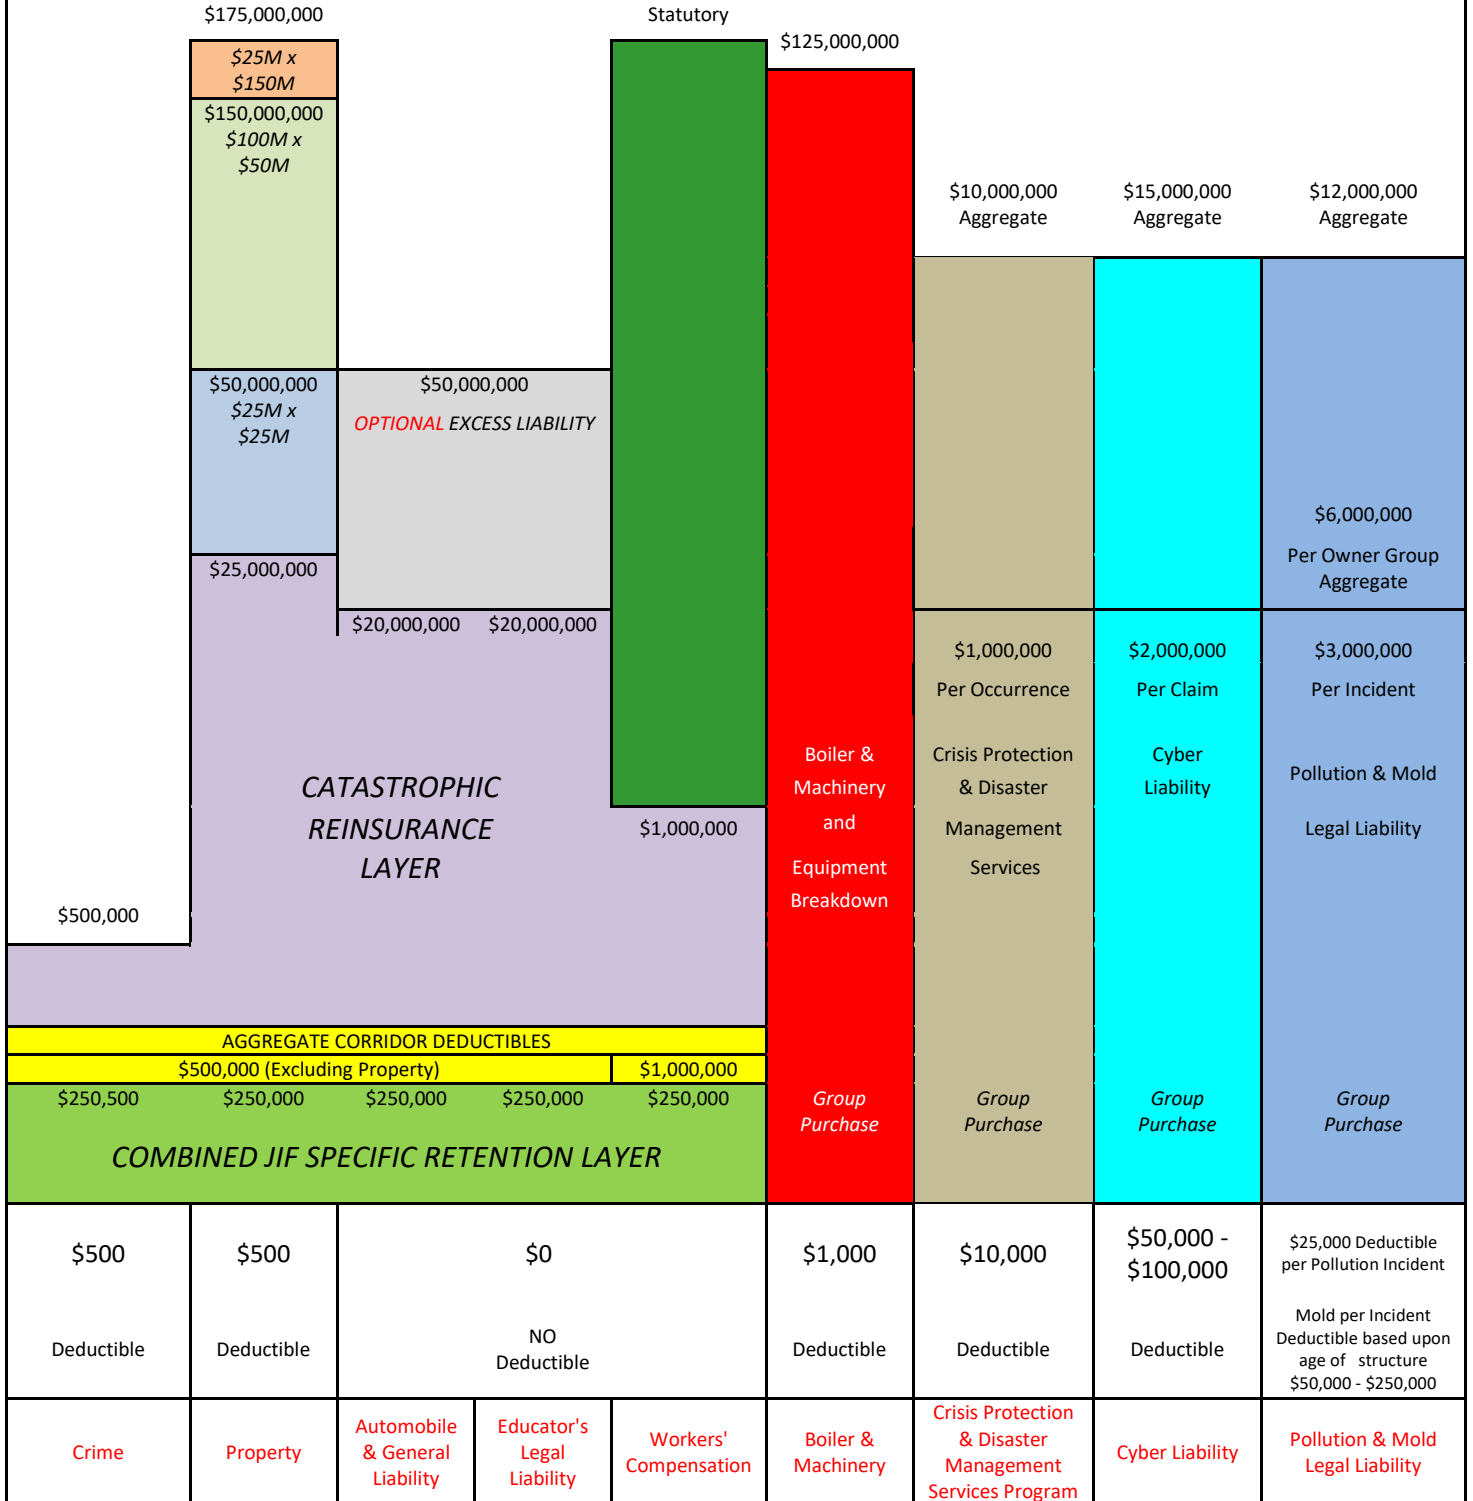 $175,000,000
Statutory
$125,000,000
$25M x
$150M
$150,000,000
$100M x
$50M
$10,000,000
Aggregate
$15,000,000
Aggregate
$12,000,000
Aggregate
$50,000,000
$25M x
$25M
$50,000,000
OPTIONAL EXCESS LIABILITY
$6,000,000
Per Owner Group
Aggregate
$25,000,000
$20,000,000 $20,000,000
$1,000,000
Per Occurrence
$2,000,000
Per Claim
$3,000,000
Per Incident
CATASTROPHIC
REINSURANCE
LAYER
$1,000,000
Boiler &
Machinery
and
Equipment
Breakdown
Crisis Protection
& Disaster
Management
Services
Cyber
Liability
Pollution & Mold
Legal Liability
$500,000
AGGREGATE CORRIDOR DEDUCTIBLES
$500,000 (Excluding Property) $1,000,000
$250,500 $250,000 $250,000 $250,000 $250,000
COMBINED JIF SPECIFIC RETENTION LAYER
Group
Purchase
Group
Purchase
Group
Purchase
Group
Purchase
$500
Deductible
$500
Deductible
$0
NO
Deductible
$1,000
Deductible
$10,000
Deductible
$50,000 -
$100,000
Deductible
$25,000 Deductible
per Pollution Incident
Mold per Incident
Deductible based upon
age of structure
$50,000 - $250,000
Crime
Property
Automobile
& General
Liability
Educator's
Legal
Liability
Workers'
Compensation
Boiler &
Machinery
Crisis Protection
& Disaster
Management
Services Program
Cyber Liability
Pollution & Mold
Legal Liability